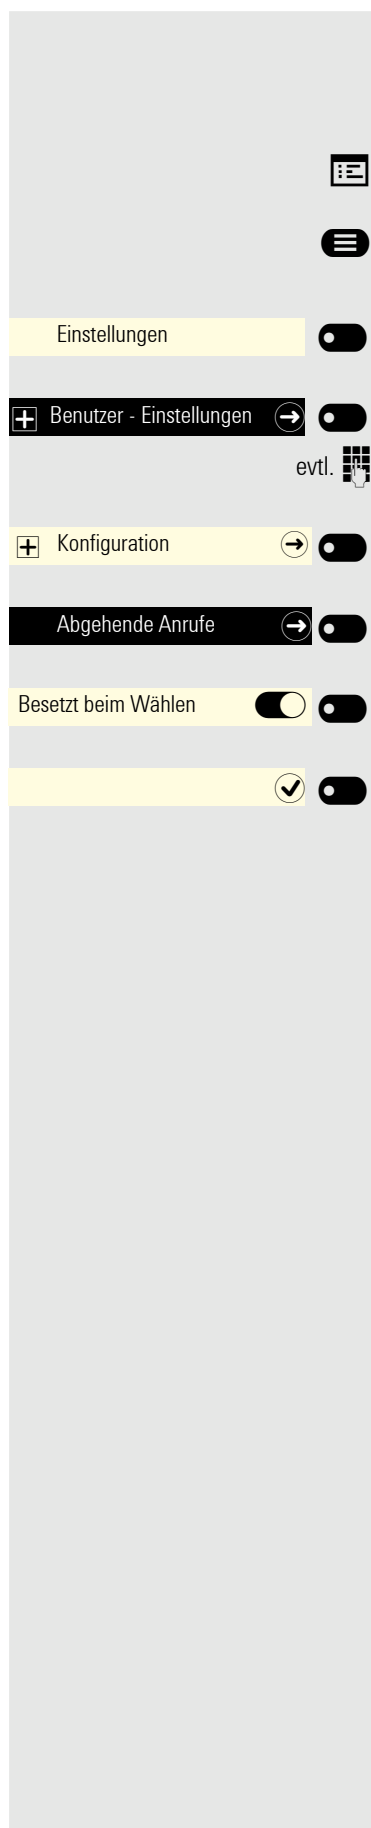 Einstellungen
Benutzer - Einstellungen
evtl.
Konfiguration
Abgehende Anrufe
Besetzt beim Wählen